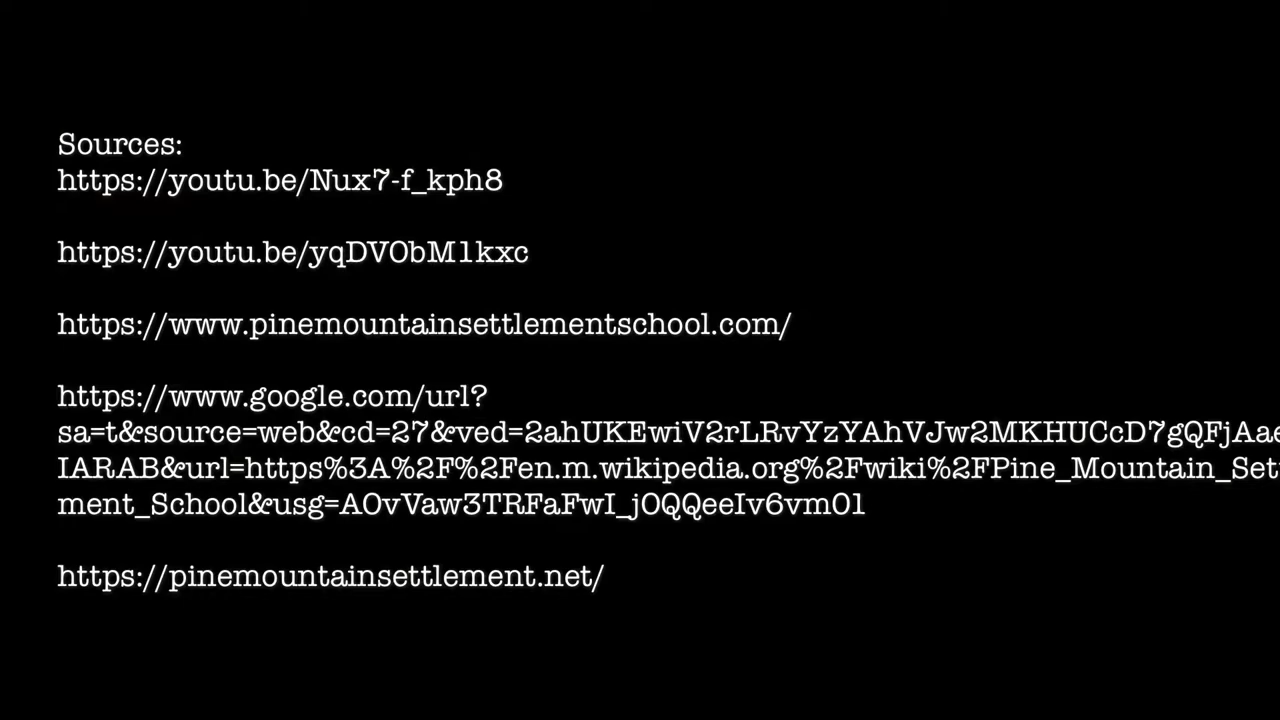 Sources:
https://youtu.be/Nux7-f_kph8
https://youtu.be/yqDVObM1kxc
https://www.pinemountainsettlementschool.com/
https://www.google.com/url?
sa=t&source=web&cd=27&ved=2ahUKEwiV2rLRvYzYAhVJw2MKHUCcD7gQFjAae
IARAB&url=https%3A%2F%2Fen.m.wikipedia.org%2Fwiki%2FPine_Mountain_Set
ment_School&usg=AOvVaw3TRFaFwI_jOQQeeIv6vm01
https://pinemountainsettlement.net/